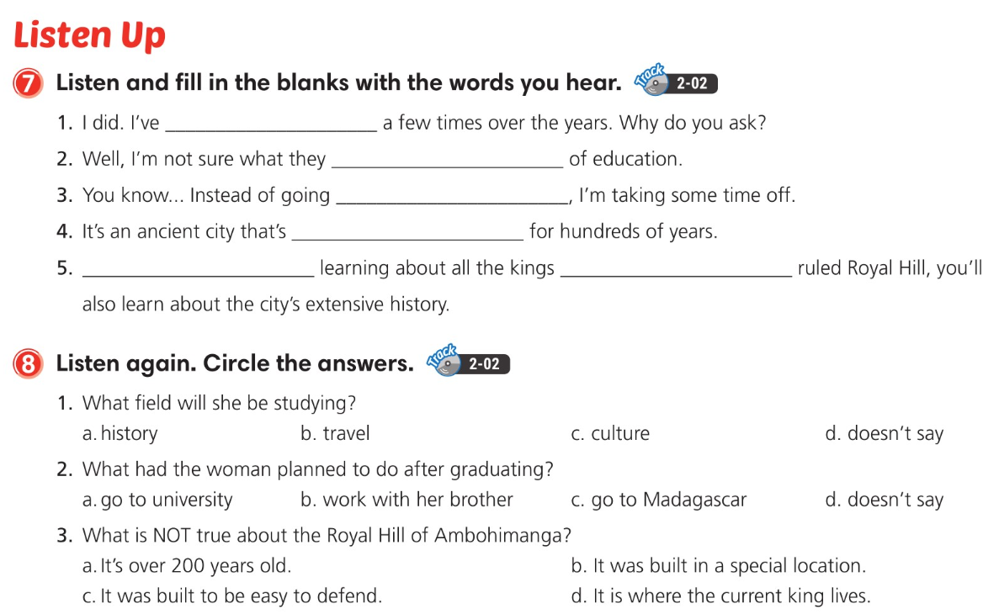 Listen Up
7 Listen and fill in the blanks with the words you hear. Track 2-02
1. I did. I've ____________________ a few times over the years. Why do you ask?
2. Well, I'm not sure what they ______________________ of education.
3. You know... Instead of going ______________________, I'm taking some time off.
4. It's an ancient city that's ______________________ for hundreds of years.
5. ______________________ learning about all the kings ______________________ ruled Royal Hill, you'll
also learn about the city's extensive history.
8 Listen again. Circle the answers. Track 2-02
1. What field will she be studying?
a. history b. travel c. culture d. doesn't say
2. What had the woman planned to do after graduating?
a. go to university b. work with her brother c. go to Madagascar d. doesn't say
3. What is NOT true about the Royal Hill of Ambohimanga?
a. It's over 200 years old. b. It was built in a special location.
c. It was built to be easy to defend. d. It is where the current king lives.